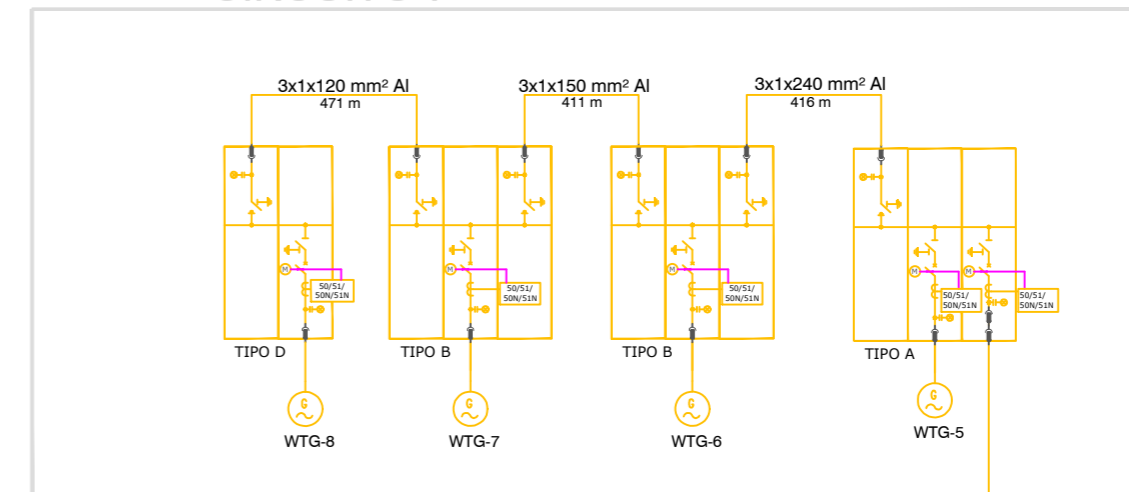 3x1x120 mm² Al
471 m
3x1x150 mm² Al
411 m
3x1x240 mm² Al
416 m
M
50/51/
50N/51N
TIPO D
G
WTG-8
M
50/51/
50N/51N
TIPO B
G
WTG-7
M
50/51/
50N/51N
TIPO B
G
WTG-6
M
50/51/
50N/51N
M
50/51/
50N/51N
TIPO A
G
WTG-5